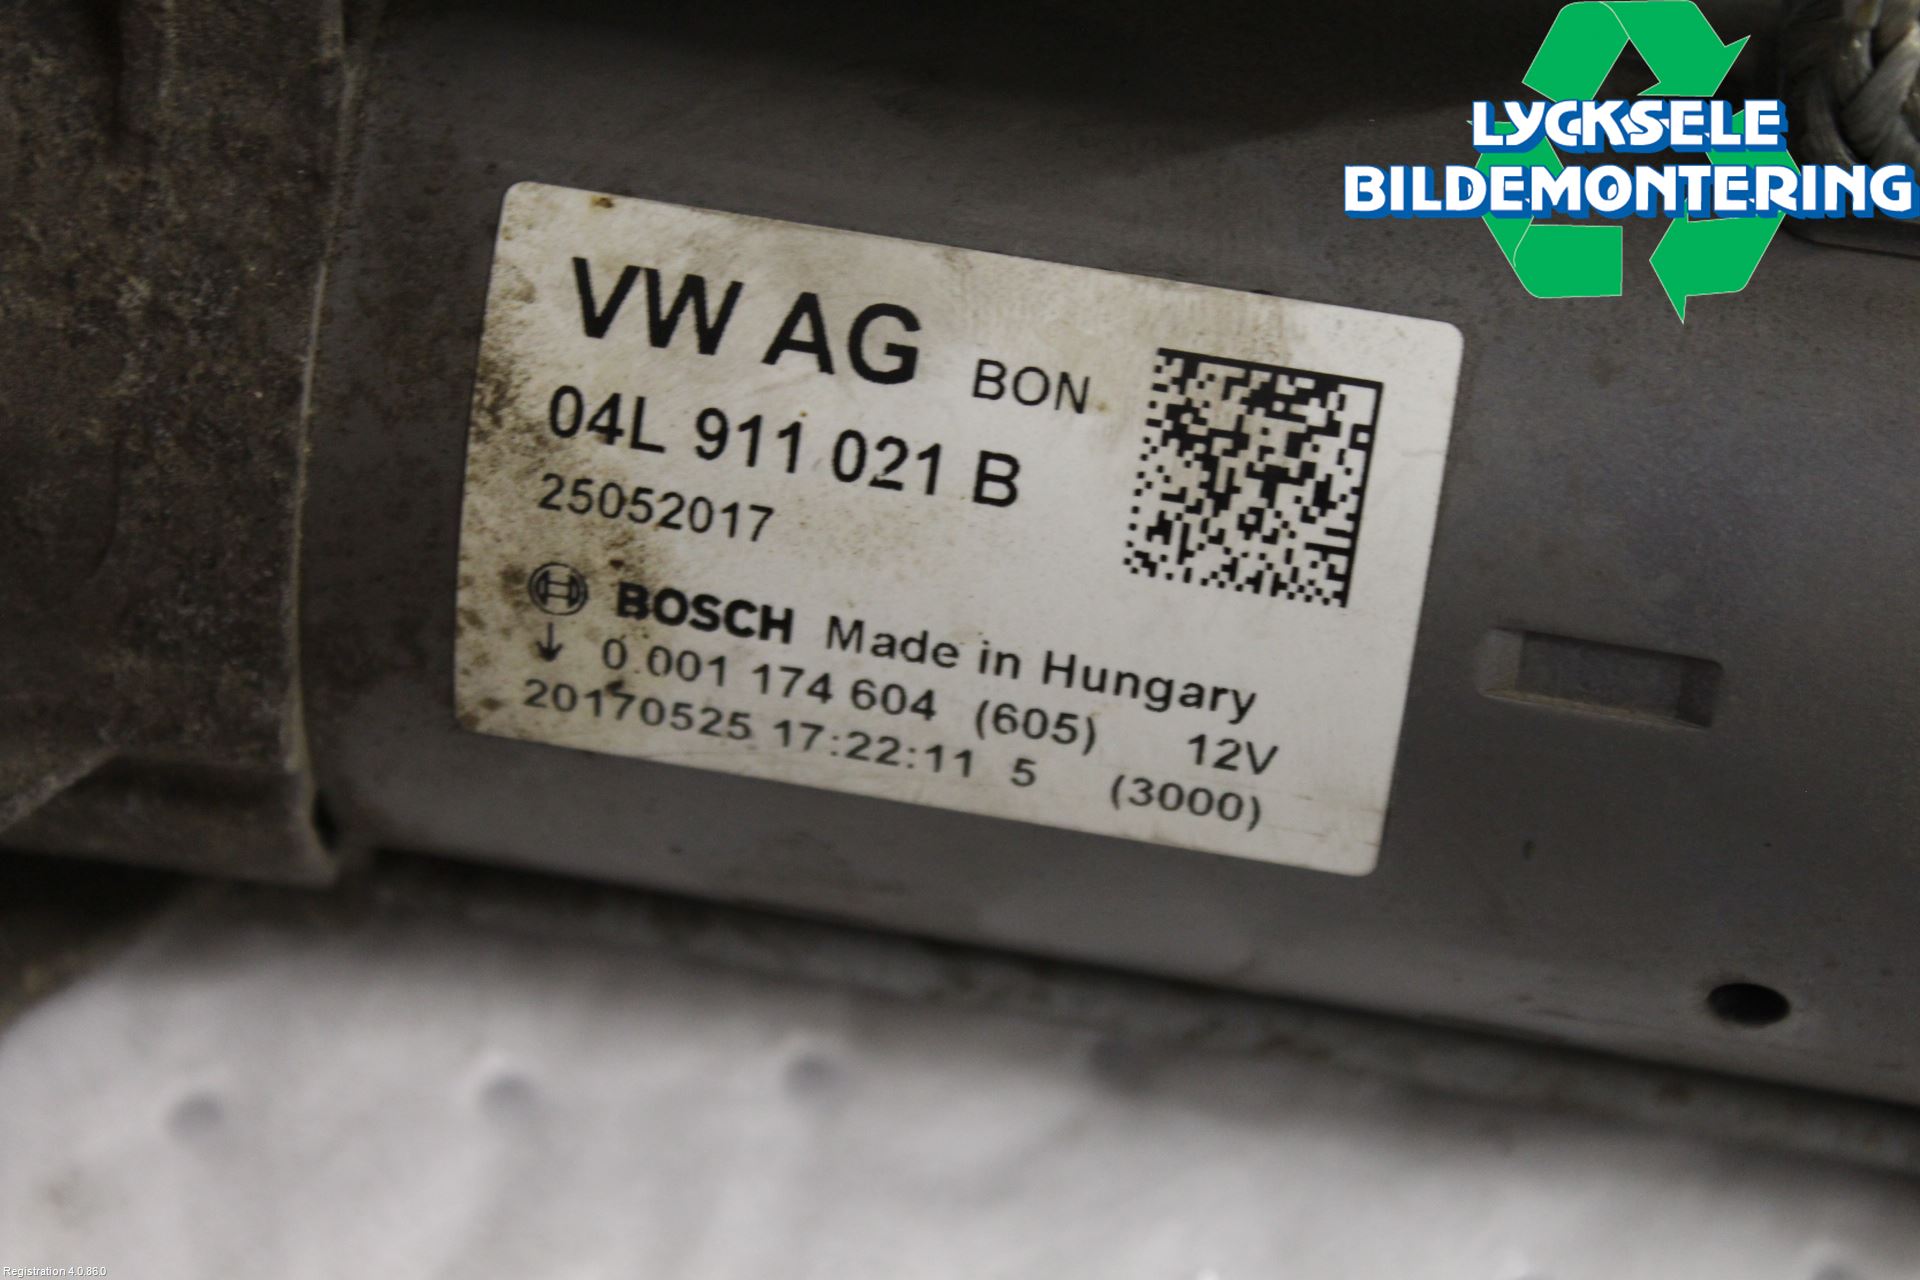 LYCKSELE
BILDEMONTERING
VW AG BON
04L 911 021 B
25052017
BOSCH Made in Hungary
0 001 174 604 (605) 12V
20170525 17:22:11 5 (3000)
Registration 4.0.86.0